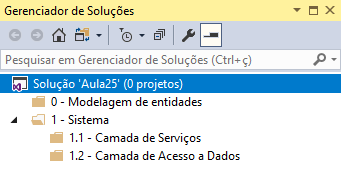 Gerenciador de Soluções
Pesquisar em Gerenciador de Soluções (Ctrl+ç)
Solução 'Aula25' (0 projetos)
0 - Modelagem de entidades
1 - Sistema
1.1 - Camada de Serviços
1.2 - Camada de Acesso a Dados